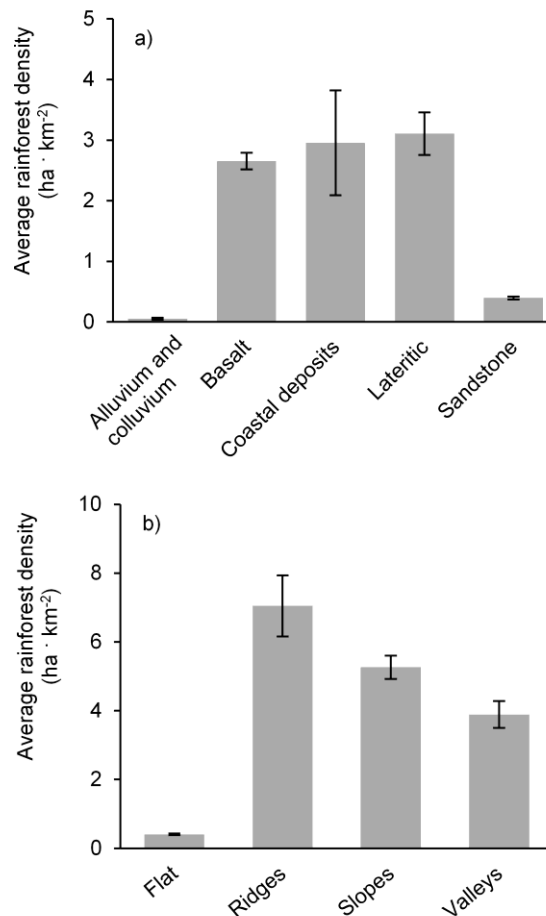 a)
Average rainforest density
(ha · km-2)
5
4
3
2
1
0
Alluvium and
colluvium
Basalt
Coastal deposits
Lateritic
Sandstone
b)
Average rainforest density
(ha · km-2)
10
8
6
4
2
0
Flat
Ridges
Slopes
Valleys